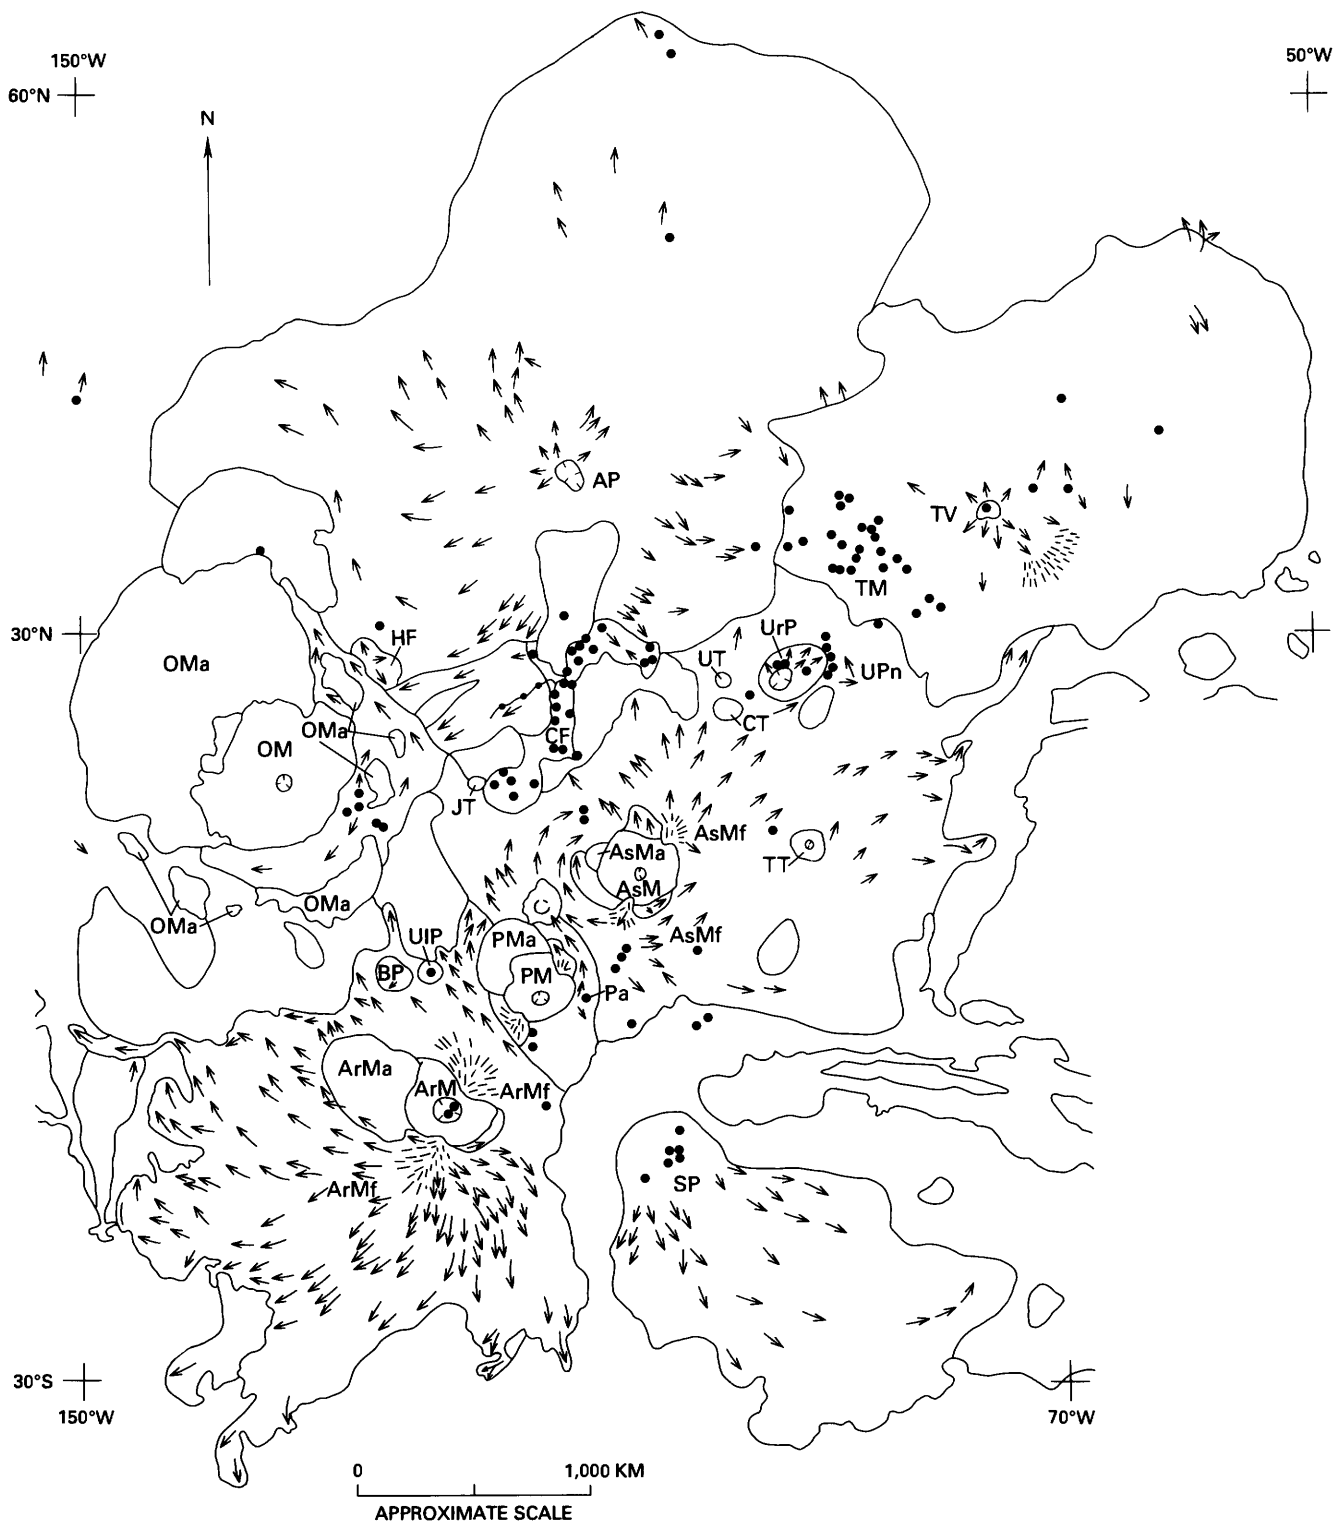 150°W
50°W
60°N
N
AP
TV
TM
30°N
HF
UrP
UT
UPn
OMa
OM
OMa
CF
CT
JT
AsMf
AsMa
TT
AsM
OMa
OMa
UIP
PMa
AsMf
BP
PM
Pa
ArMa
ArM
ArMf
ArMf
SP
30°S
150°W
70°W
0
1,000 KM
APPROXIMATE SCALE